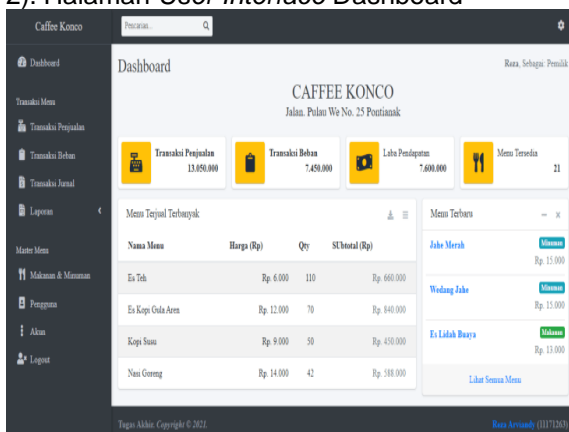 2). Halaman User Interface Dashboard
Caffee Konco
Pencarian...
Dashboard
Transaksi Menu
Transaksi Penjualan
Transaksi Beban
Transaksi Jurnal
Laporan
Master Menu
Makanan & Minuman
Pengguna
Akun
Logout
Dashboard
Raza, Sebagai: Pemilik
CAFFEE KONCO
Jalan. Pulau We No. 25 Pontianak
Transaksi Penjualan
13.050.000
Transaksi Beban
7.450.000
Laba Pendapatan
7.600.000
Menu Tersedia
21
Menu Terjual Terbanyak
Nama Menu Harga (Rp) Qty SUbtotal (Rp)
Es Teh Rp. 6.000 110 Rp. 660.000
Es Kopi Gula Aren Rp. 12.000 70 Rp. 840.000
Kopi Susu Rp. 9.000 50 Rp. 450.000
Nasi Goreng Rp. 14.000 42 Rp. 588.000
Menu Terbaru
Jahe Merah Minuman
Rp. 15.000
Wedang Jahe Minuman
Rp. 15.000
Es Lidah Buaya Makanan
Rp. 13.000
Lihat Semua Menu
Tugas Akhir. Copyright © 2021.
Raza Arviandy (11171263)